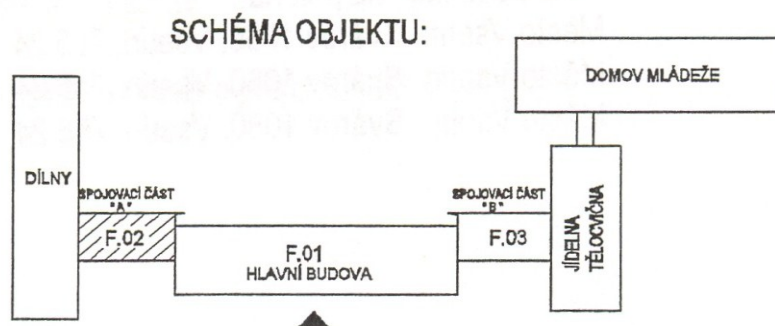 SCHÉMA OBJEKTU:
DOMOV MLÁDEŽE
DÍLNY
SPOJOVACÍ ČÁST
"A"
F.02
F.01
HLAVNÍ BUDOVA
SPOJOVACÍ ČÁST
"B"
F.03
JÍDELNA
TĚLOCVIČNA